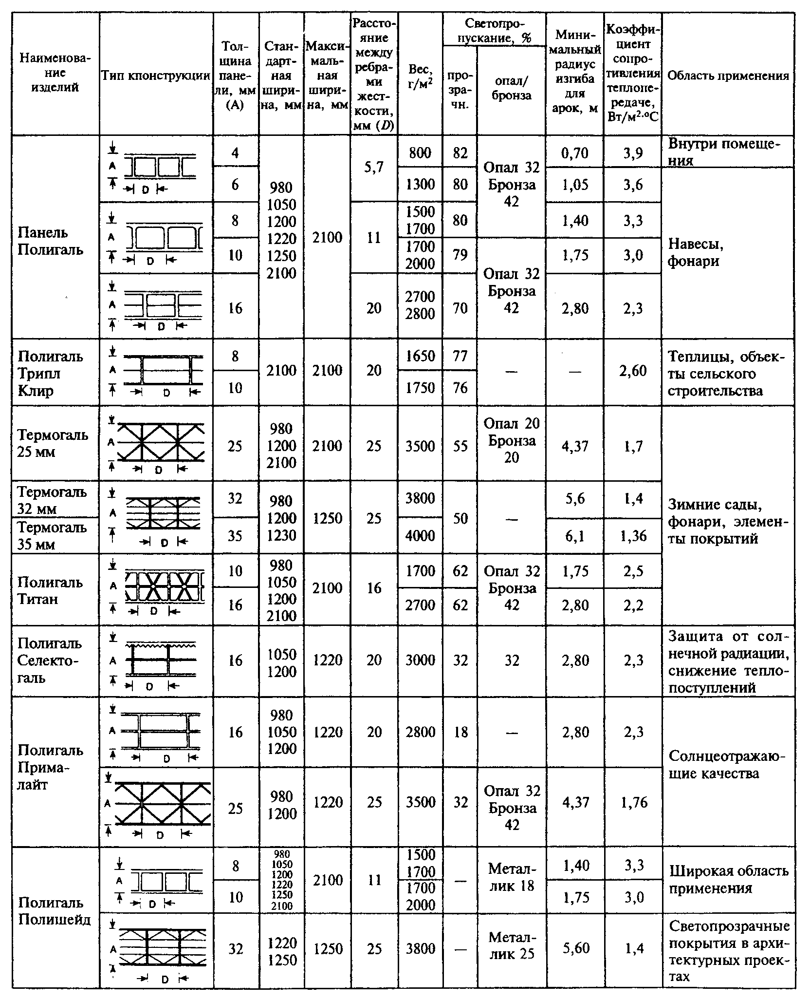 Наименова-
ние
изделий
Тип кпонструкции
Тол-
щина
пане-
ли, мм
(А)
Стан-
дарт-
ная
шири-
на, мм
Макси-
маль-
ная
шири-
на, мм
Рассто-
яние
между
ребра-
ми
жест-
кости,
мм (D)
Вес,
г/м²
Светопро-
пускание, %
про-
зра-
чн.
опал/
бронза
Мини-
мальный
радиус
изгиба
для
арок, м
Коэффи-
циент
сопро-
тивления
теплопе-
редаче,
Вт/м²·°С
Область применения
Панель
Полигаль
A
D
4
6
980
1050
1200
1220
1250
2100
2100
5,7
800
1300
82
80
Опал 32
Бронза
42
0,70
1,05
3,9
3,6
Внутри помеще-
ния
A
D
8
10
11
1500
1700
1700
2000
80
79
1,40
1,75
3,3
3,0
Навесы,
фонари
A
D
16
20
2700
2800
70
Опал 32
Бронза
42
2,80
2,3
Полигаль
Трипл
Клир
A
D
8
10
2100
2100
20
1650
1750
77
76
—
—
2,60
Теплицы, объек-
ты сельского
строительства
Термогаль
25 мм
A
D
25
980
1200
2100
2100
25
3500
55
Опал 20
Бронза
20
4,37
1,7
Термогаль
32 мм
Термогаль
35 мм
A
D
32
35
980
1200
1230
1250
25
3800
4000
50
—
5,6
6,1
1,4
1,36
Зимние сады,
фонари, элемен-
ты покрытий
Полигаль
Титан
A
D
10
16
980
1050
1200
2100
2100
16
1700
2700
62
62
Опал 32
Бронза
42
1,75
2,80
2,5
2,2
Полигаль
Селекто-
галь
A
D
16
1050
1200
1220
20
3000
32
32
2,80
2,3
Защита от сол-
нечной радиации,
снижение тепло-
поступлений
Полигаль
Прима-
лайт
A
D
16
980
1050
1200
1220
20
2800
18
—
2,80
2,3
Солнцеотражаю-
щие качества
A
D
25
980
1200
1220
25
3500
32
Опал 32
Бронза
42
4,37
1,76
Полигаль
Полишейд
A
D
8
10
980
1050
1200
1220
1250
2100
2100
11
1500
1700
1700
2000
—
Метал-
лик 18
1,40
1,75
3,3
3,0
Широкая область
применения
A
D
32
1220
1250
1250
25
3800
—
Метал-
лик 25
5,60
1,4
Светопрозрачные
покрытия в архи-
тектурных проек-
тах